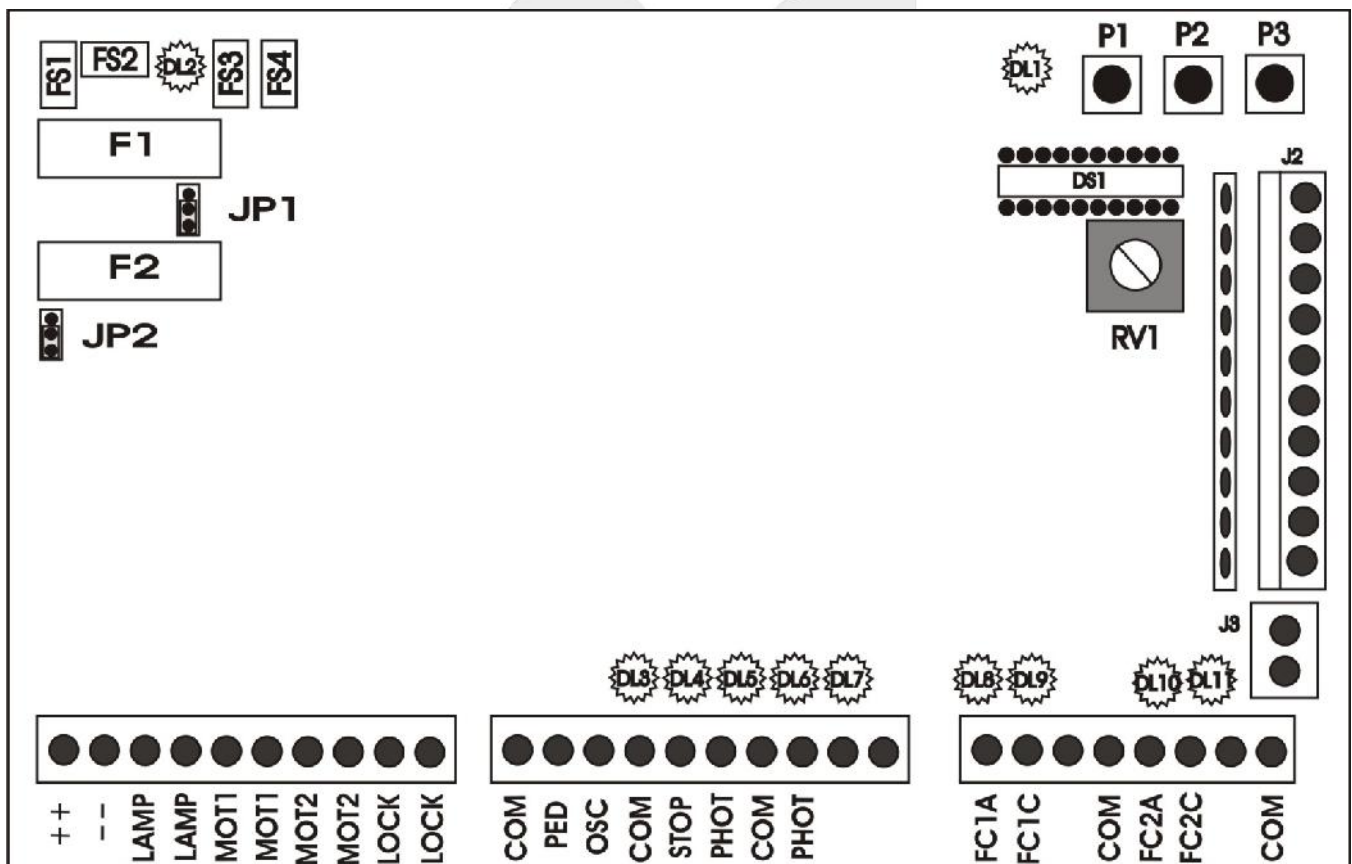 P1 P2 P3
FS1 FS2 DL2 FS3 FS4 DL1
F1
J2
DS1
JP1
F2
JP2
RV1
J3
DL3 DL4 DL5 DL6 DL7 DL8 DL9 DL10 DL11
++ -- LAMP LAMP MOT1 MOT1 MOT2 MOT2 LOCK LOCK COM PED OSC COM STOP PHOT COM PHOT FC1A FC1C COM FC2A FC2C COM